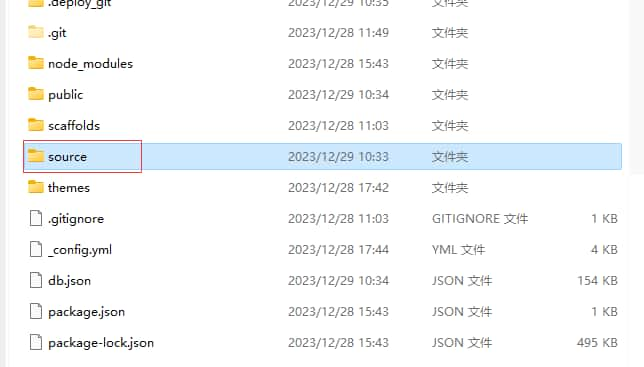 .deploy_git 2023/12/29 10:35 文件夹
.git 2023/12/28 11:49 文件夹
node_modules 2023/12/28 15:43 文件夹
public 2023/12/29 10:34 文件夹
scaffolds 2023/12/28 11:03 文件夹
source 2023/12/29 10:33 文件夹
themes 2023/12/28 17:42 文件夹
.gitignore 2023/12/28 11:03 GITIGNORE 文件 1 KB
_config.yml 2023/12/28 17:44 YML 文件 4 KB
db.json 2023/12/29 10:34 JSON 文件 154 KB
package.json 2023/12/28 15:43 JSON 文件 1 KB
package-lock.json 2023/12/28 15:43 JSON 文件 495 KB